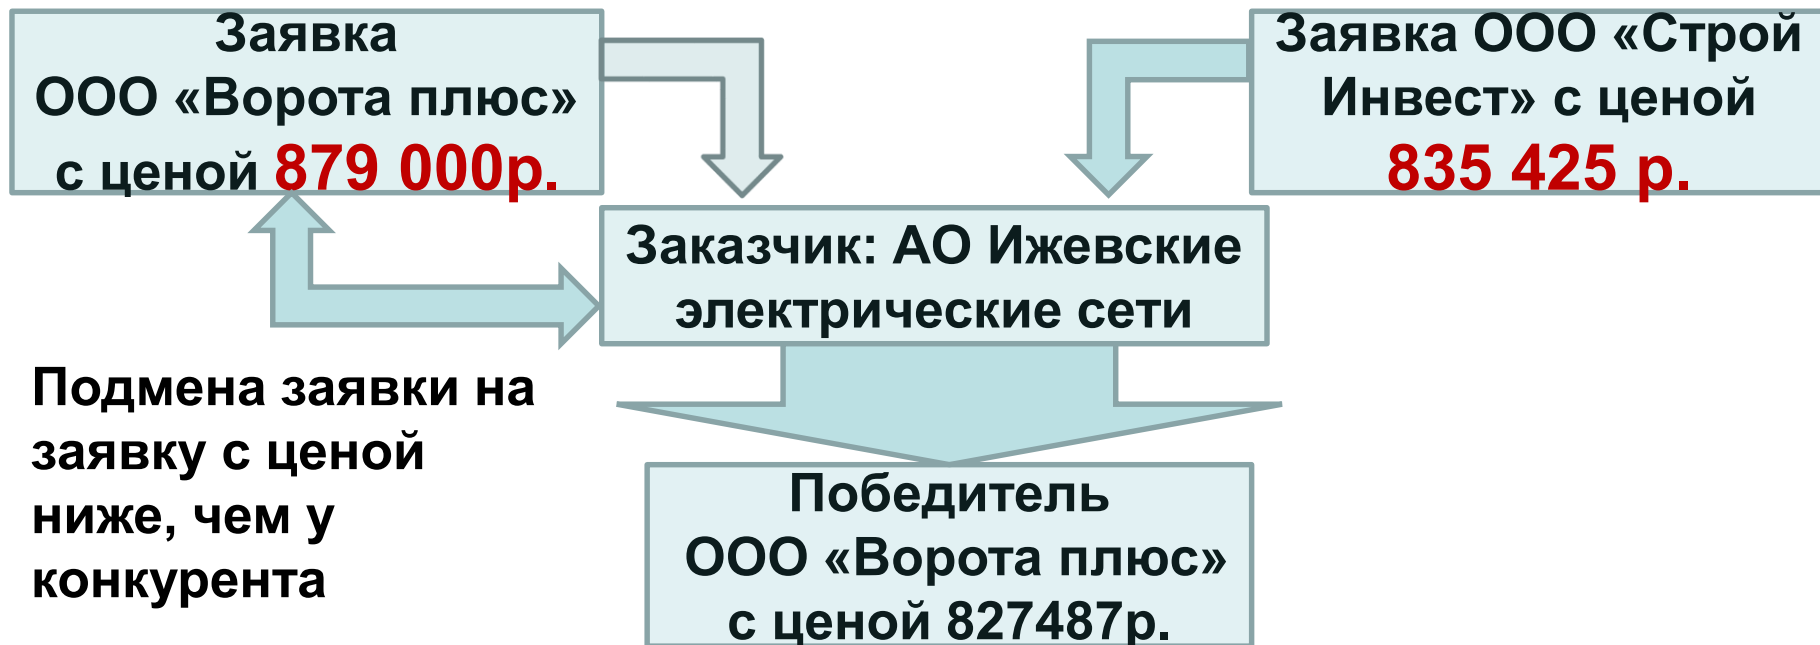 Заявка
ООО «Ворота плюс»
с ценой 879 000р.
Заявка ООО «Строй
Инвест» с ценой
835 425 р.
Заказчик: АО Ижевские
электрические сети
Подмена заявки на
заявку с ценой
ниже, чем у
конкурента
Победитель
ООО «Ворота плюс»
с ценой 827487р.